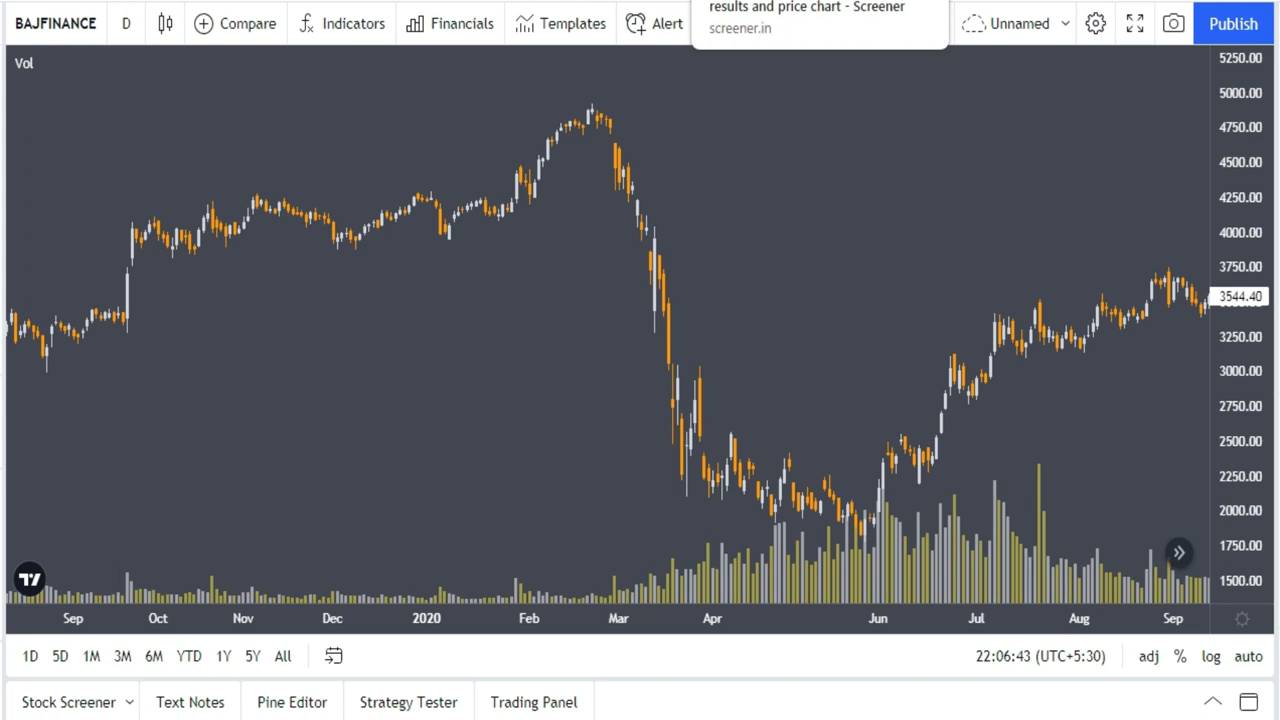 BAJFINANCE D Compare Indicators Financials Templates Alert Unnamed Publish
results and price chart - Screener
screener.in
Vol
5250.00
5000.00
4750.00
4500.00
4250.00
4000.00
3750.00
3544.40
3250.00
3000.00
2750.00
2500.00
2250.00
2000.00
1750.00
1500.00
Sep Oct Nov Dec 2020 Feb Mar Apr Jun Jul Aug Sep
1D 5D 1M 3M 6M YTD 1Y 5Y All 22:06:43 (UTC+5:30) adj % log auto
Stock Screener Text Notes Pine Editor Strategy Tester Trading Panel